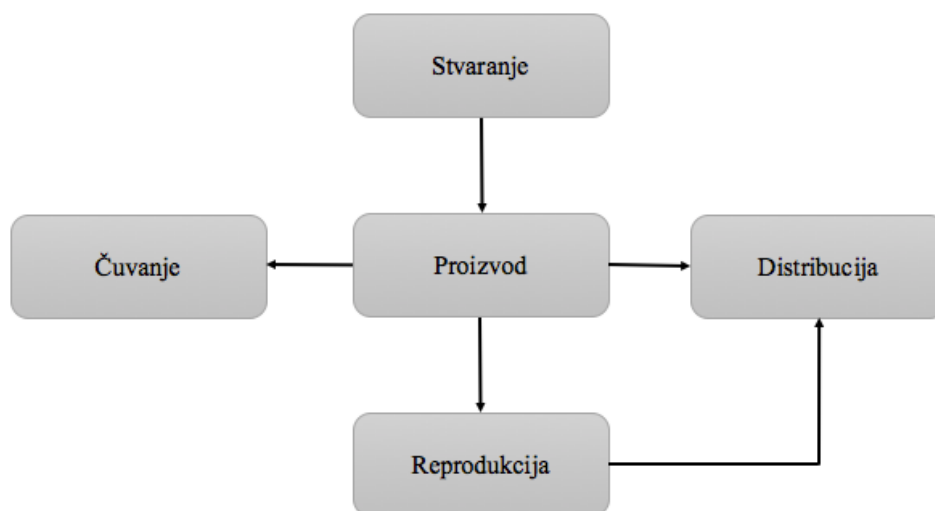 Stvaranje
Čuvanje
Proizvod
Distribucija
Reprodukcija